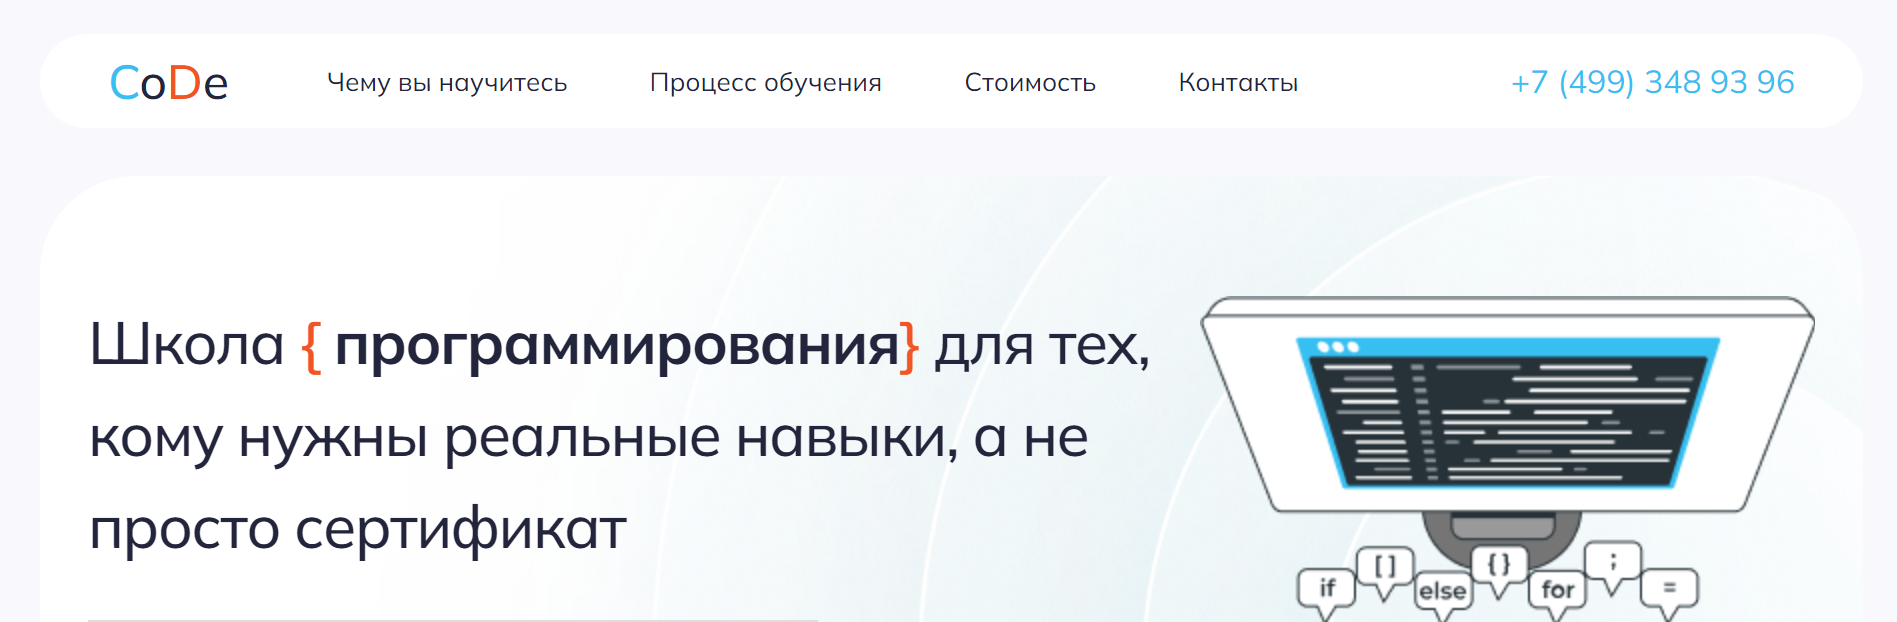 CoDe
Чему вы научитесь
Процесс обучения
Стоимость
Контакты
+7 (499) 348 93 96
Школа { программирования} для тех,
кому нужны реальные навыки, а не
просто сертификат
if
[]
else
{}
for
;
=